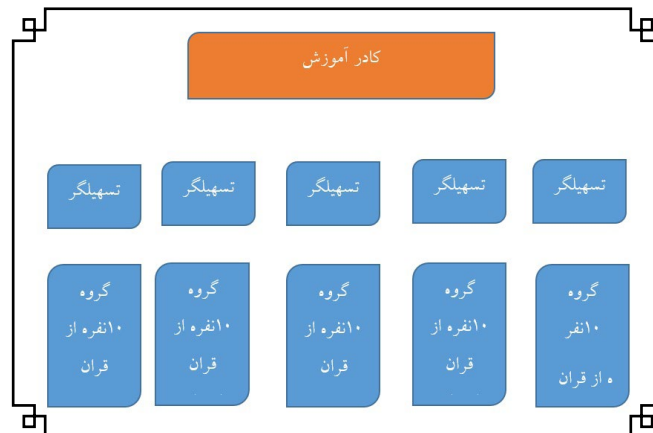 کادر آموزش
تسهیلگر
تسهیلگر
تسهیلگر
تسهیلگر
تسهیلگر
گروه
۱۰نفر
ه از قران
گروه
۱۰نفره از
قران
گروه
۱۰نفره از
قران
گروه
۱۰نفره از
قران
گروه
۱۰نفره از
قران